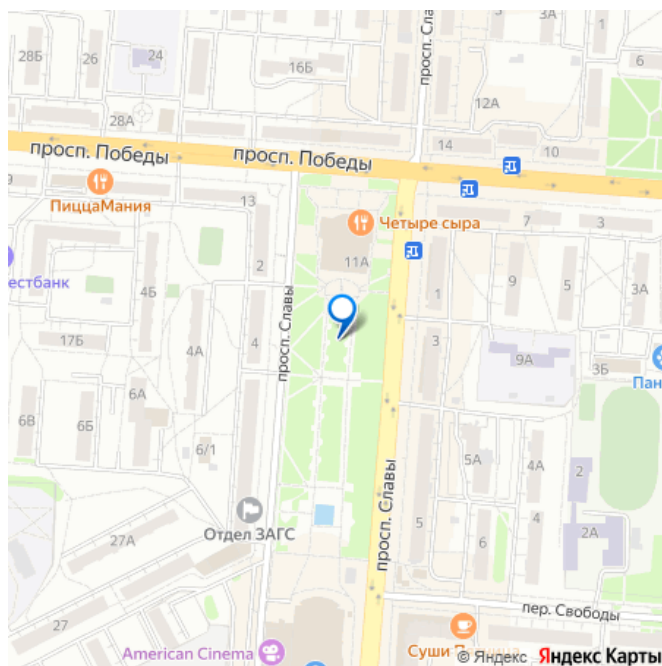 3А
1
28Б
26
24
16Б
6
просп. Славы
12А
28А
14
10
просп. Победы
просп. Победы
9
ПиццаМания
13
Четыре сыра
7
3
2
11А
естбанк
4Б
1
9
5
3А
просп. Славы
17Б
4А
4
3
9А
3Б
Пан
6А
6В
6Б
6/1
5А
4А
2
просп. Славы
Отдел ЗАГС
5
6
4
2А
27А
27
пер. Свободы
American Cinema
Суши П
ца
© Яндекс Яндекс Карты